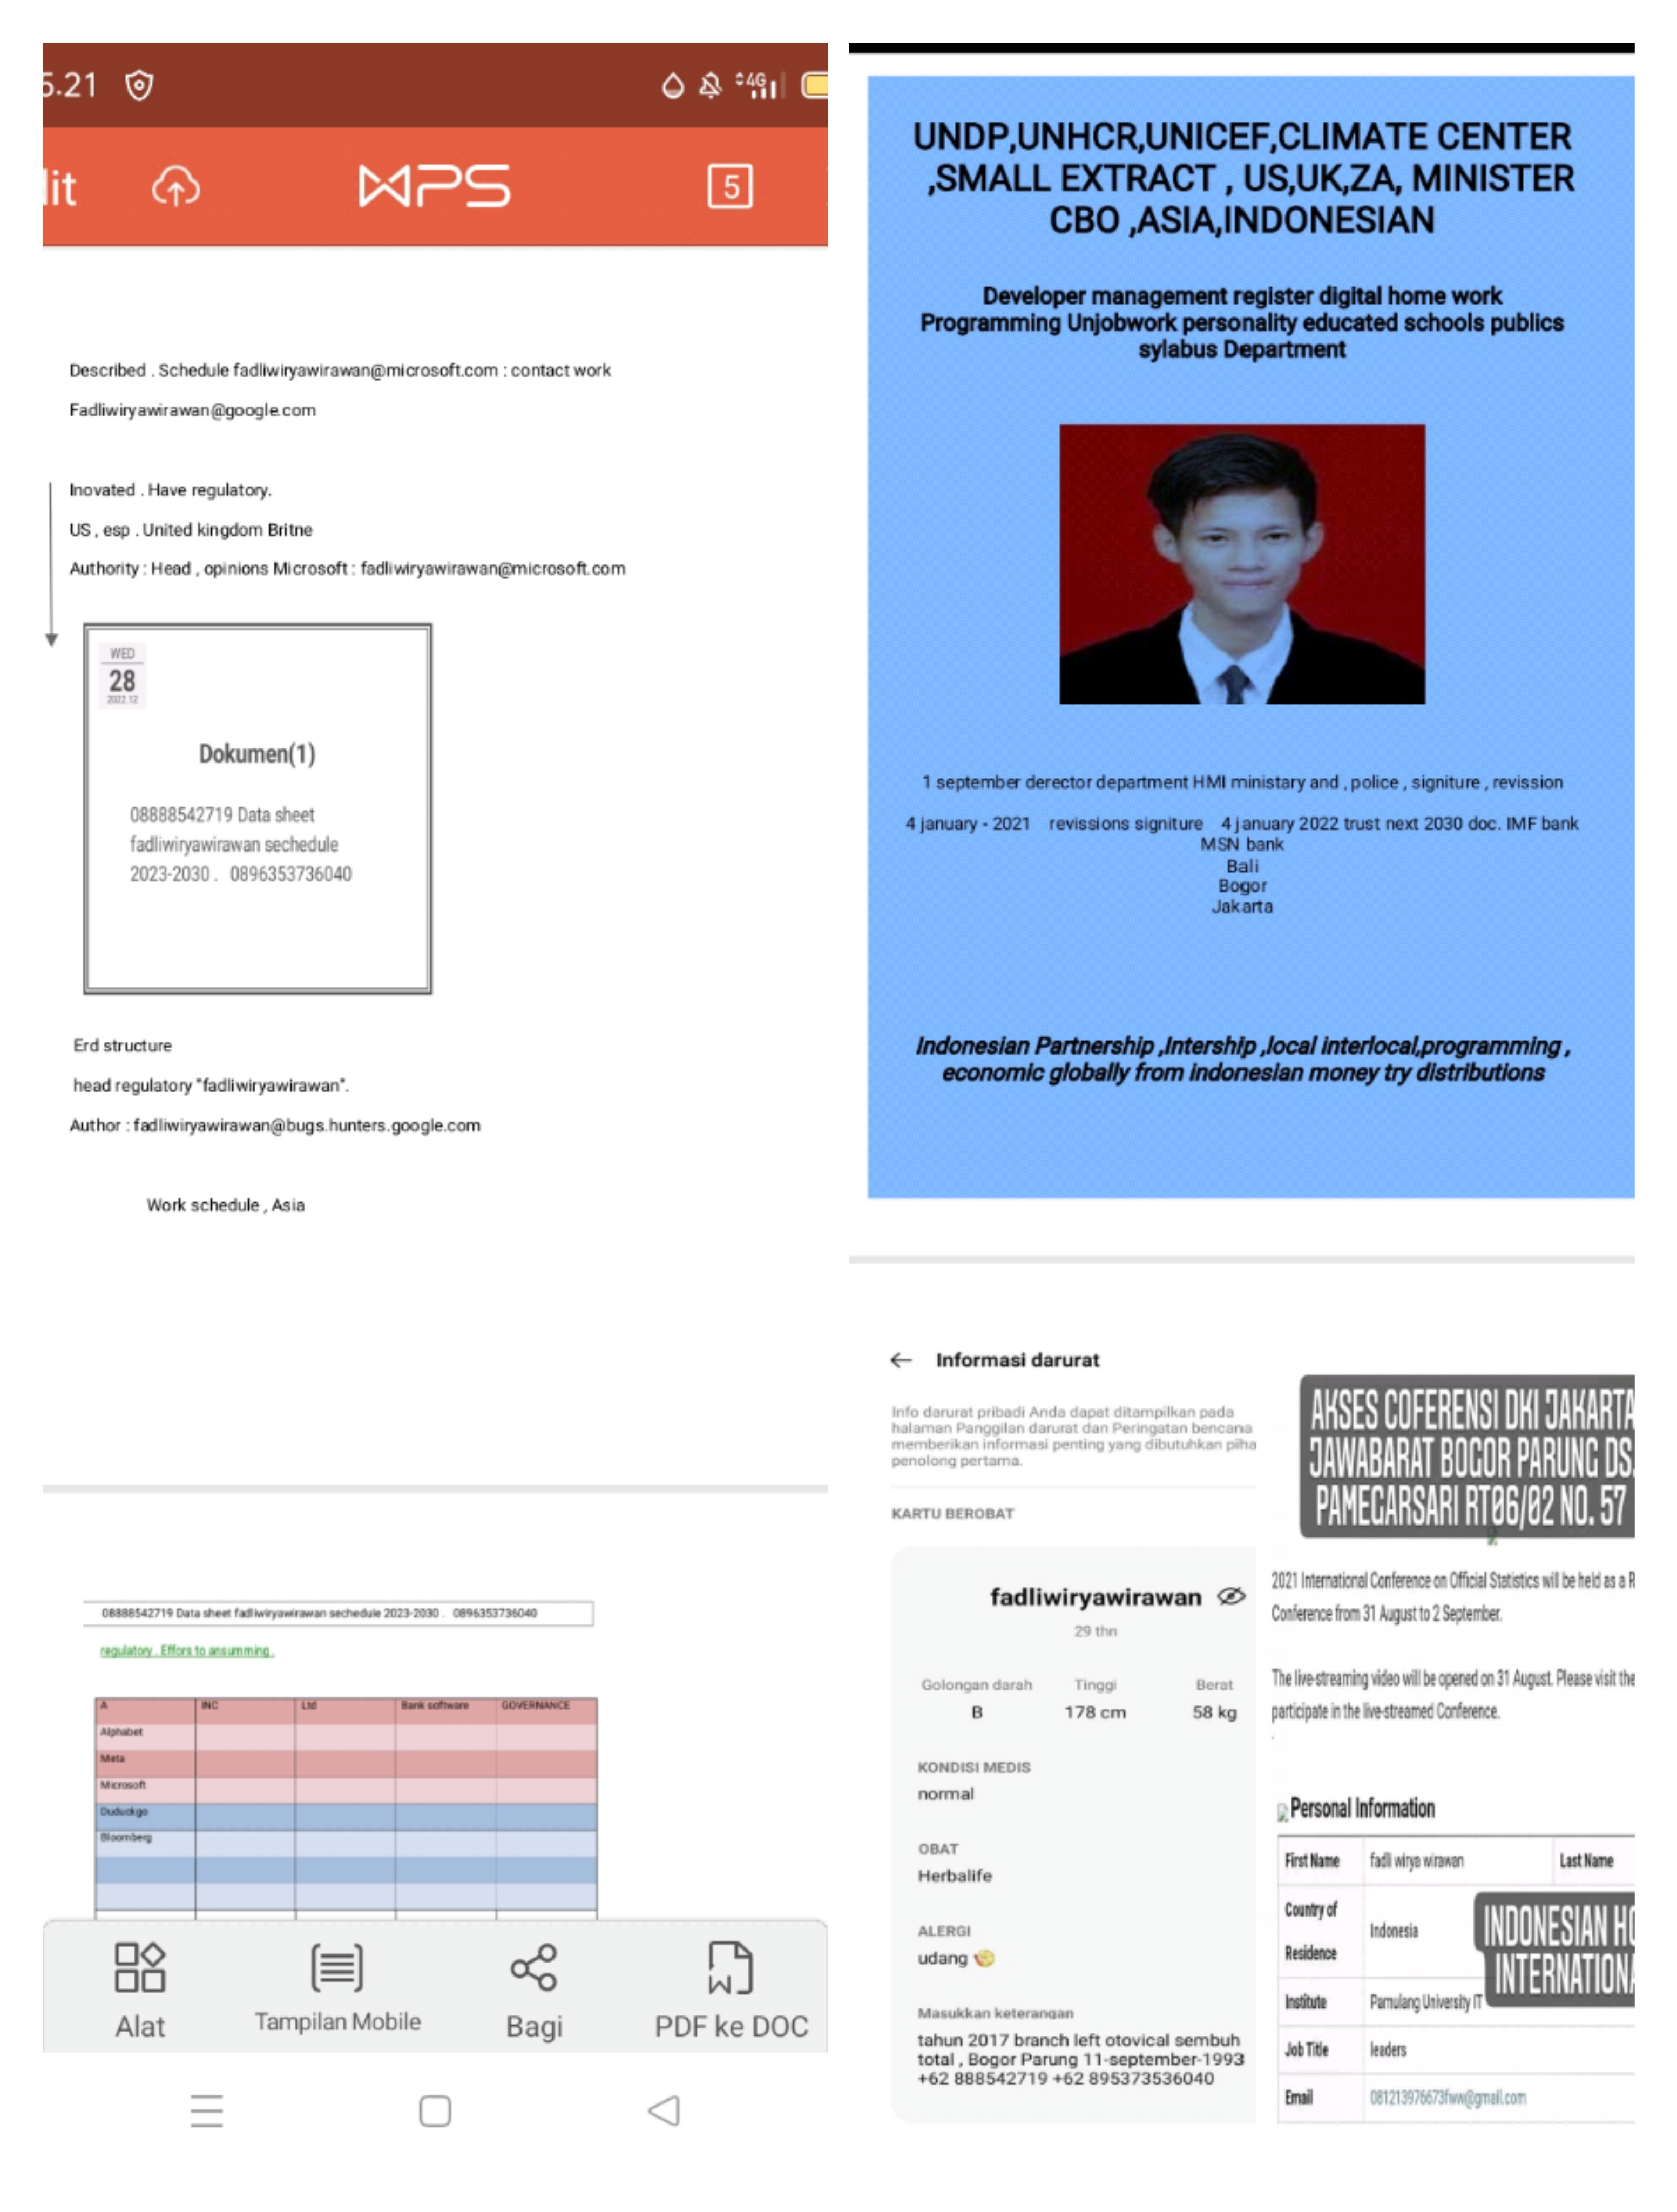 5.21
4G
lit
WPS
5
Described . Schedule fadliwiryawirawan@microsoft.com : contact work
Fadliwiryawirawan@google.com
Inovated . Have regulatory.
US , esp . United kingdom Britne
Authority : Head , opinions Microsoft : fadliwiryawirawan@microsoft.com
WED
28
2022.12
Dokumen(1)
08888542719 Data sheet
fadliwiryawirawan sechedule
2023-2030 . 0896353736040
Erd structure
head regulatory "fadliwiryawirawan".
Author : fadliwiryawirawan@bugs.hunters.google.com
Work schedule , Asia
08888542719 Data sheet fadliwiryawirawan sechedule 2023-2030 . 0896353736040
regulatory . Effors to ansumming .
A INC Ltd Bank software GOVERNANCE
Alphabet
Meta
Microsoft
Duduckgo
Bloomberg
Alat
Tampilan Mobile
Bagi
PDF ke DOC
UNDP,UNHCR,UNICEF,CLIMATE CENTER
,SMALL EXTRACT , US,UK,ZA, MINISTER
CBO ,ASIA,INDONESIAN
Developer management register digital home work
Programming Unjobwork personality educated schools publics
sylabus Department
1 september derector department HMI ministary and , police , signiture , revission
4 january - 2021 revissions signiture 4 january 2022 trust next 2030 doc. IMF bank
MSN bank
Bali
Bogor
Jakarta
Indonesian Partnership ,Intership ,local interlocal,programming ,
economic globally from indonesian money try distributions
Informasi darurat
Info darurat pribadi Anda dapat ditampilkan pada
halaman Panggilan darurat dan Peringatan bencana
memberikan informasi penting yang dibutuhkan piha
penolong pertama.
KARTU BEROBAT
fadliwiryawirawan
29 thn
Golongan darah Tinggi Berat
B 178 cm 58 kg
KONDISI MEDIS
normal
OBAT
Herbalife
ALERGI
udang
Masukkan keterangan
tahun 2017 branch left otovical sembuh
total , Bogor Parung 11-september-1993
+62 888542719 +62 895373536040
AKSES COFERENSI DKI JAKARTA
JAWABARAT BOGOR PARUNG DS.
PAMEGARSARI RT06/02 NO. 57
2021 International Conference on Official Statistics will be held as a R
Conference from 31 August to 2 September.
The live-streaming video will be opened on 31 August. Please visit the
participate in the live-streamed Conference.
Personal Information
First Name fadli wirya wirawan Last Name
Country of
Residence
Indonesia
INDONESIAN HO
INTERNATIONA
Institute Pamulang University IT
Job Title leaders
Email 081213976673fww@gmail.com